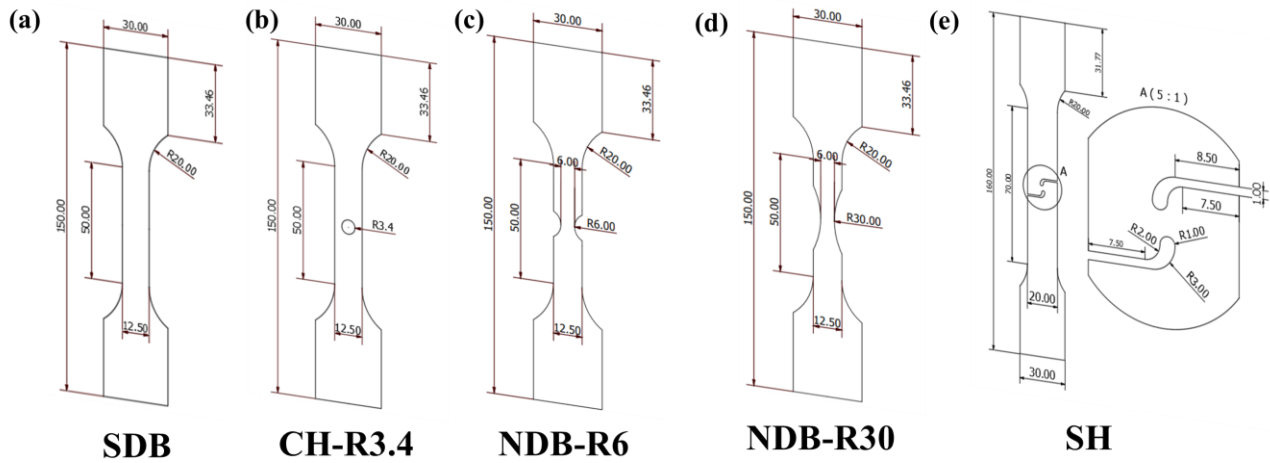 (a)
30.00
33.46
R20.00
150.00
50.00
12.50
SDB
(b)
30.00
33.46
R20.00
150.00
50.00
R3.4
12.50
CH-R3.4
(c)
30.00
33.46
R20.00
6.00
150.00
50.00
R6.00
12.50
NDB-R6
(d)
30.00
33.46
R20.00
6.00
150.00
50.00
R30.00
12.50
NDB-R30
(e)
31.77
R20.00
A(5:1)
160.00
70.00
A
20.00
30.00
8.50
1.00
7.50
7.50
R2.00
R1.00
R3.00
SH